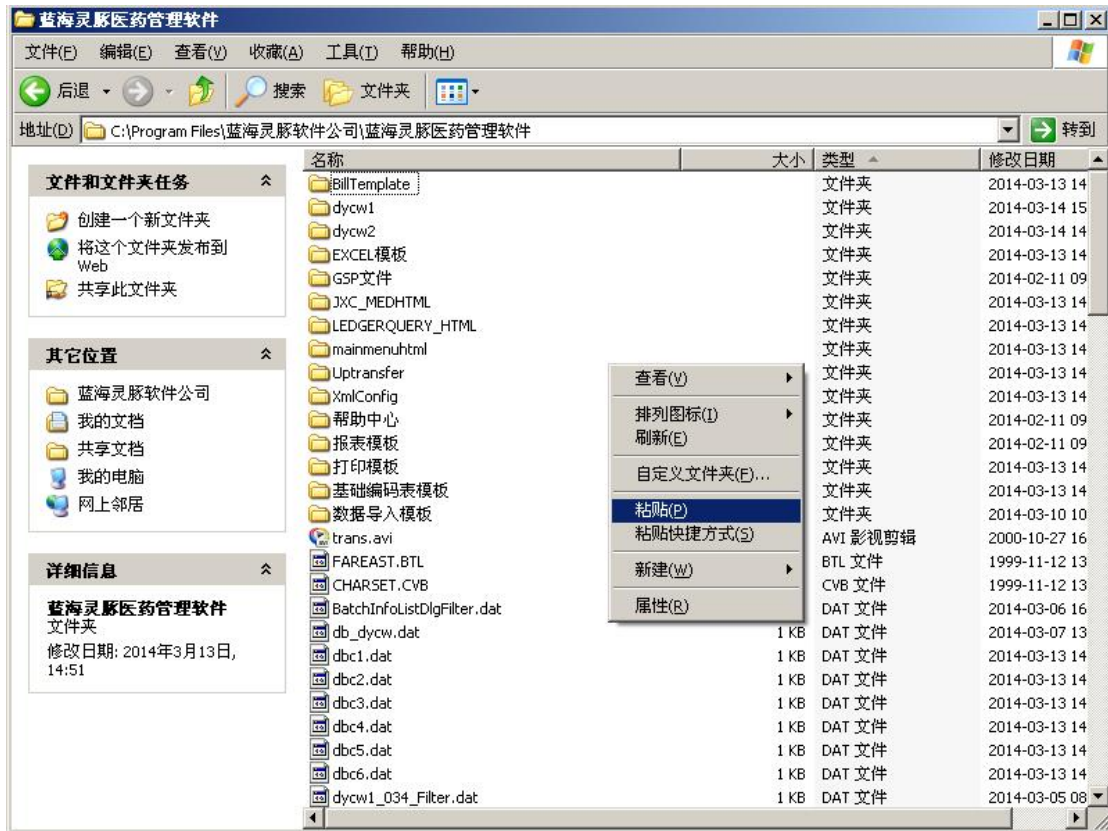 蓝海灵豚医药管理软件
文件(F) 编辑(E) 查看(V) 收藏(A) 工具(T) 帮助(H)
后退 搜索 文件夹
地址(D) C:\Program Files\蓝海灵豚软件公司\蓝海灵豚医药管理软件 转到
文件和文件夹任务
创建一个新文件夹
将这个文件夹发布到
Web
共享此文件夹
其它位置
蓝海灵豚软件公司
我的文档
共享文档
我的电脑
网上邻居
详细信息
蓝海灵豚医药管理软件
文件夹
修改日期: 2014年3月13日,
14:51
名称 大小 类型 修改日期
BillTemplate 文件夹 2014-03-13 14
dycw1 文件夹 2014-03-14 15
dycw2 文件夹 2014-03-14 14
EXCEL模板 文件夹 2014-03-13 14
GSP文件 文件夹 2014-02-11 09
JXC_MEDHTML 文件夹 2014-03-13 14
LEDGERQUERY_HTML 文件夹 2014-03-13 14
mainmenuhtml 文件夹 2014-03-13 14
Uptransfer 文件夹 2014-03-13 14
XmlConfig 文件夹 2014-03-13 14
帮助中心 文件夹 2014-02-11 09
报表模板 文件夹 2014-02-11 09
打印模板 文件夹 2014-03-13 14
基础编码表模板 文件夹 2014-03-13 14
数据导入模板 文件夹 2014-03-10 10
trans.avi AVI 影视剪辑 2000-10-27 16
FAREAST.BTL BTL 文件 1999-11-12 13
CHARSET.CVB CVB 文件 1999-11-12 13
BatchInfoListDlgFilter.dat DAT 文件 2014-03-06 16
db_dycw.dat 1 KB DAT 文件 2014-03-07 13
dbc1.dat 1 KB DAT 文件 2014-03-13 14
dbc2.dat 1 KB DAT 文件 2014-03-13 14
dbc3.dat 1 KB DAT 文件 2014-03-13 14
dbc4.dat 1 KB DAT 文件 2014-03-13 14
dbc5.dat 1 KB DAT 文件 2014-03-13 14
dbc6.dat 1 KB DAT 文件 2014-03-13 14
dycw1_034_Filter.dat 1 KB DAT 文件 2014-03-05 08
查看(V)
排列图标(I)
刷新(E)
自定义文件夹(F)...
粘贴(P)
粘贴快捷方式(S)
新建(W)
属性(R)